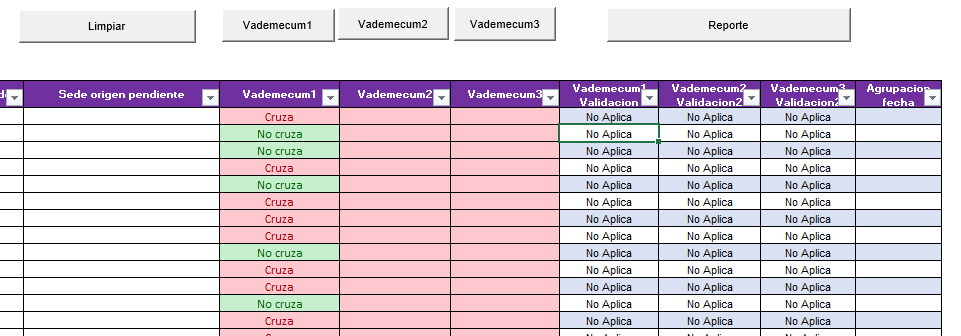 Limpiar Vademecum1 Vademecum2 Vademecum3 Reporte
Sede origen pendiente Vademecum1 Vademecum2 Vademecum3 Vademecum1 Validacion Vademecum2 Validacion2 Vademecum3 Validacion2 Agrupacion fecha
Cruza No Aplica No Aplica No Aplica
No cruza No Aplica No Aplica No Aplica
No cruza No Aplica No Aplica No Aplica
Cruza No Aplica No Aplica No Aplica
No cruza No Aplica No Aplica No Aplica
Cruza No Aplica No Aplica No Aplica
Cruza No Aplica No Aplica No Aplica
Cruza No Aplica No Aplica No Aplica
No cruza No Aplica No Aplica No Aplica
Cruza No Aplica No Aplica No Aplica
Cruza No Aplica No Aplica No Aplica
No cruza No Aplica No Aplica No Aplica
Cruza No Aplica No Aplica No Aplica